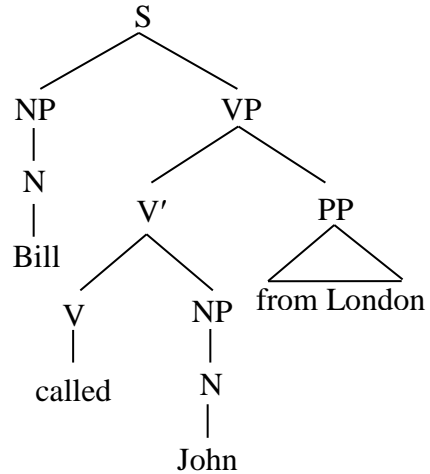 S
NP VP
N
V′ PP
Bill
from London
V NP
called N
John